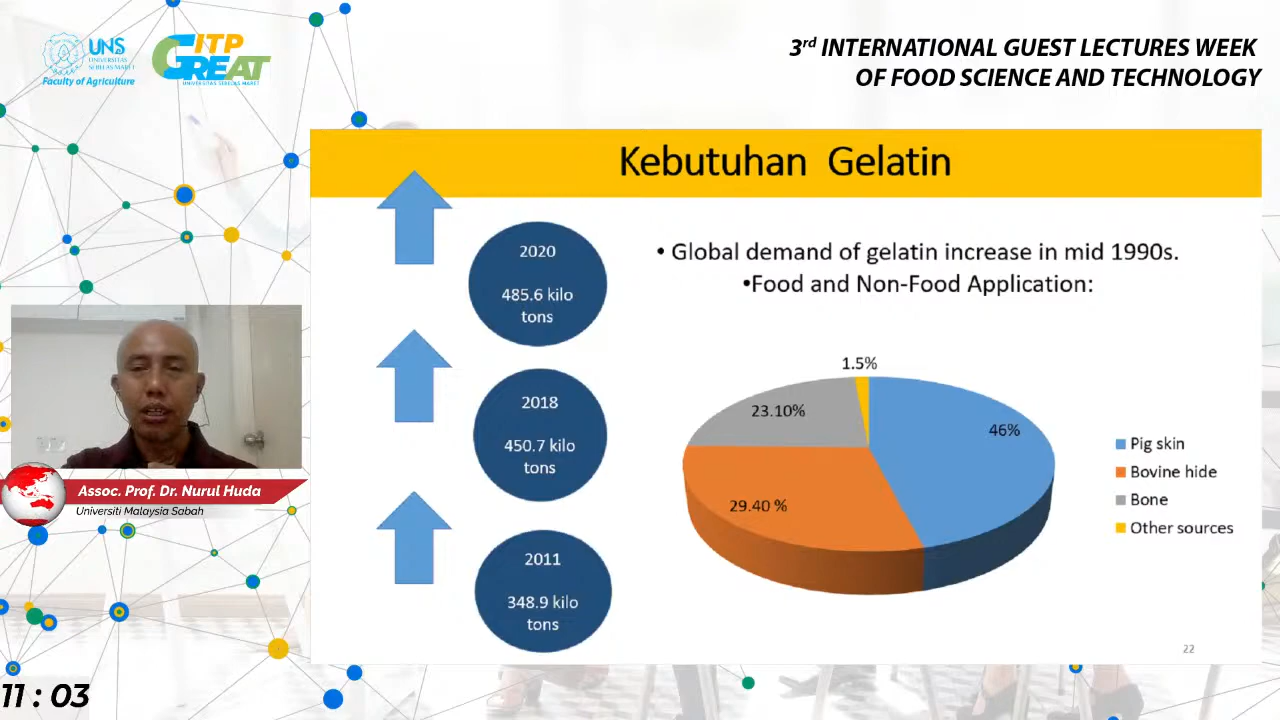 UNS
UNIVERSITAS
SEBELAS MARET
Faculty of Agriculture
ITP
GREAT
UNIVERSITAS SEBELAS MARET
3rd INTERNATIONAL GUEST LECTURES WEEK
OF FOOD SCIENCE AND TECHNOLOGY
Kebutuhan Gelatin
2020
485.6 kilo
tons
2018
450.7 kilo
tons
2011
348.9 kilo
tons
• Global demand of gelatin increase in mid 1990s.
•Food and Non-Food Application:
1.5%
23.10%
46%
29.40 %
Pig skin
Bovine hide
Bone
Other sources
22
Assoc. Prof. Dr. Nurul Huda
Universiti Malaysia Sabah
11 : 03